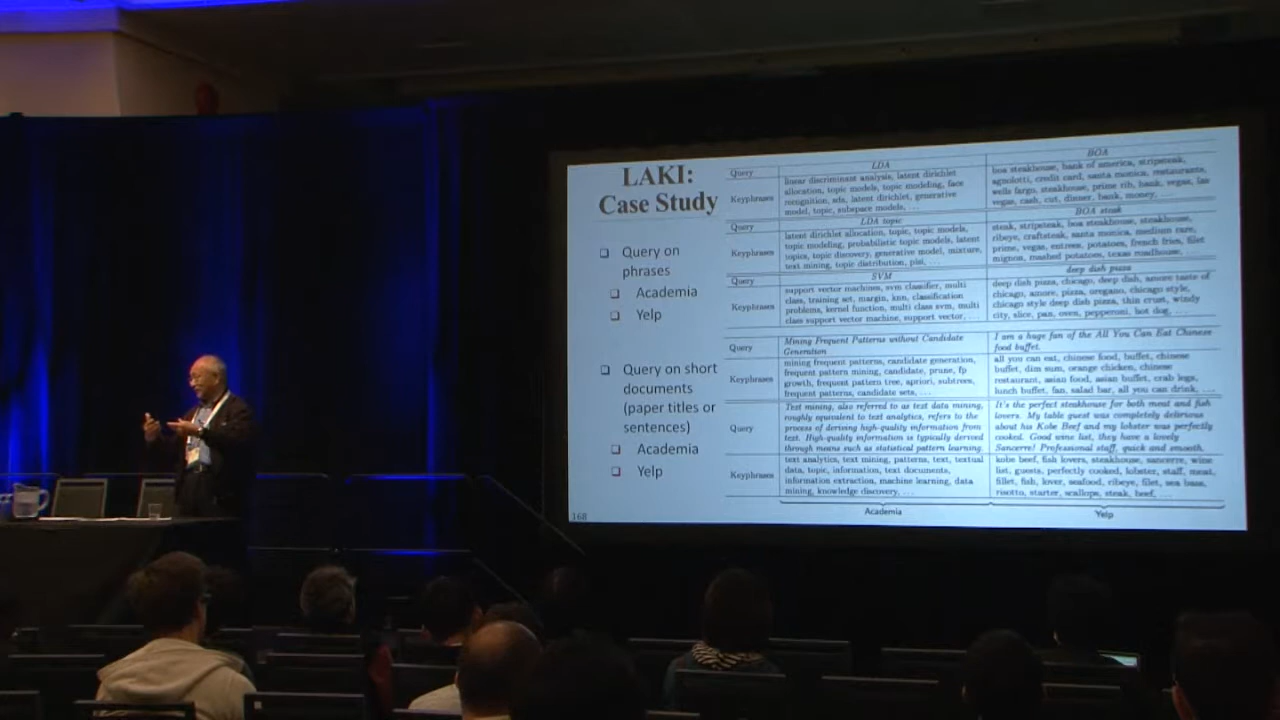 LAKI:
Case Study
❑ Query on
phrases
❑ Academia
❑ Yelp
❑ Query on short
documents
(paper titles or
sentences)
❑ Academia
❑ Yelp
168
LDA
Query
linear discriminant analysis, latent dirichlet
allocation, topic models, topic modeling, face
Keyphrases
recognition, sda, latent dirichlet, generative
model, topic, subspace models, ...
BOA
boa steakhouse, bank of america, stripsteak,
agnolotti, credit card, santa monica, restaurants,
wells fargo, steakhouse, prime rib, bank, vegas, las
vegas, cash, cut, dinner, bank, money, ...
LDA topic
Query
latent dirichlet allocation, topic, topic models,
topic modeling, probabilistic topic models, latent
Keyphrases
topics, topic discovery, generative model, mixture,
text mining, topic distribution, plsi, ...
BOA steak
steak, stripsteak, boa steakhouse, steakhouse,
ribeye, craftsteak, santa monica, medium rare,
prime, vegas, entrees, potatoes, french fries, filet
mignon, mashed potatoes, texas roadhouse, ...
SVM
Query
support vector machines, svm classifier, multi
class, training set, margin, knn, classification
Keyphrases
problems, kernel function, multi class svm, multi
class support vector machine, support vector, ...
deep dish pizza
deep dish pizza, chicago, deep dish, amore taste of
chicago, amore, pizza, oregano, chicago style,
chicago style deep dish pizza, thin crust, windy
city, slice, pan, oven, pepperoni, hot dog, ...
Query
Mining Frequent Patterns without Candidate
Generation
I am a huge fan of the All You Can Eat Chinese
food buffet.
Keyphrases
mining frequent patterns, candidate generation,
frequent pattern mining, candidate, prune, fp
growth, frequent pattern tree, apriori, subtrees,
frequent patterns, candidate sets, ...
all you can eat, chinese food, buffet, chinese
buffet, dim sum, orange chicken, chinese
restaurant, asian food, asian buffet, crab legs,
lunch buffet, fan, salad bar, all you can drink, ...
Query
Text mining, also referred to as text data mining,
roughly equivalent to text analytics, refers to the
process of deriving high-quality information from
text. High-quality information is typically derived
through means such as statistical pattern learning.
It's the perfect steakhouse for both meat and fish
lovers. My table guest was completely delirious
about his Kobe Beef and my lobster was perfectly
cooked. Good wine list, they have a lovely
Sancerre! Professional staff, quick and smooth.
Keyphrases
text analytics, text mining, patterns, text, textual
data, topic, information, text documents,
information extraction, machine learning, data
mining, knowledge discovery, ...
kobe beef, fish lovers, steakhouse, sancerre, wine
list, guests, perfectly cooked, lobster, staff, meat,
fillet, fish, lover, seafood, ribeye, filet, sea bass,
risotto, starter, scallops, steak, beef, ...
Academia
Yelp